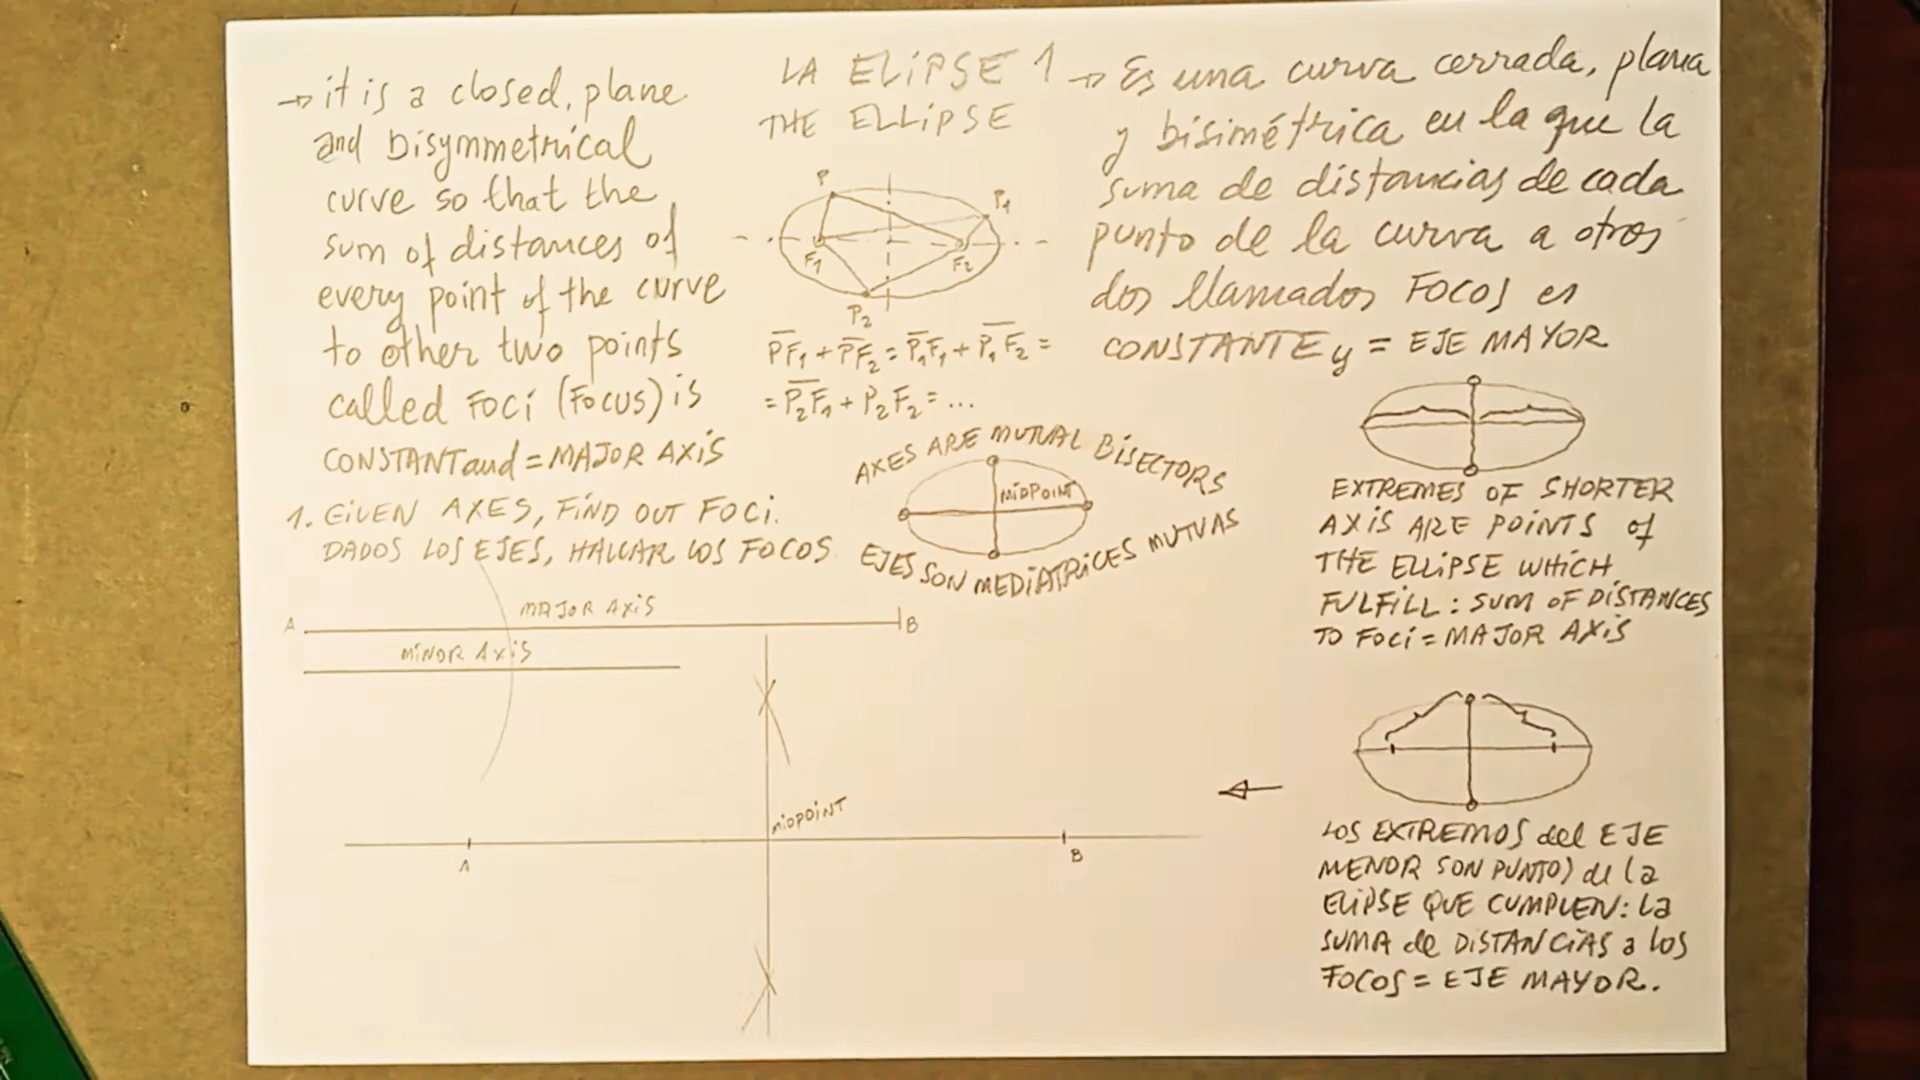 LA ELIPSE 1
THE ELLIPSE
→ it is a closed, plane
and bisymmetrical
curve so that the
sum of distances of
every point of the curve
to other two points
called FOCI (FOCUS) is
CONSTANT and = MAJOR AXIS
→ Es una curva cerrada, plana
y bisimétrica en la que la
suma de distancias de cada
punto de la curva a otros
dos llamados FOCOS es
CONSTANTE y = EJE MAYOR
P
P1
F1
F2
P2
PF1 + PF2 = P1F1 + P1F2 =
= P2F1 + P2F2 = ...
AXES ARE MUTUAL BISECTORS
MIDPOINT
EJES SON MEDIATRICES MUTUAS
1. GIVEN AXES, FIND OUT FOCI.
DADOS LOS EJES, HALLAR LOS FOCOS.
MAJOR AXIS
A
B
MINOR AXIS
MIDPOINT
A
B
EXTREMES OF SHORTER
AXIS ARE POINTS of
THE ELLIPSE WHICH
FULFILL: SUM OF DISTANCES
TO FOCI = MAJOR AXIS
LOS EXTREMOS del EJE
MENOR SON PUNTOS de la
ELIPSE QUE CUMPLEN: La
SUMA de DISTANCIAS a los
FOCOS = EJE MAYOR.